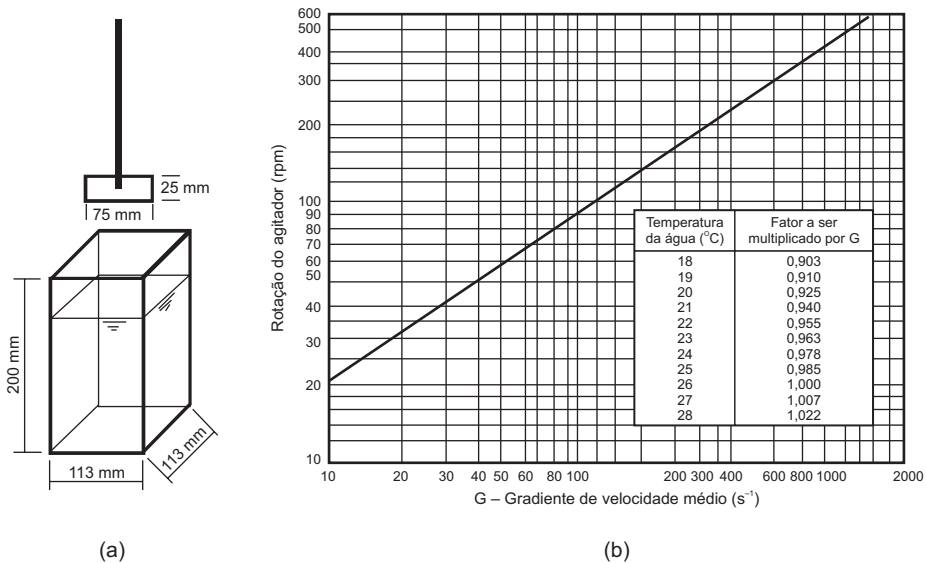 25 mm
75 mm
200 mm
113 mm
113 mm
(a)
Rotação do agitador (rpm)
600
500
400
300
200
100
90
80
70
60
50
40
30
20
10
10 20 30 40 50 60 80 100 200 300 400 600 800 1000 2000
G – Gradiente de velocidade médio (s⁻¹)
Temperatura da água (°C) Fator a ser multiplicado por G
18 0,903
19 0,910
20 0,925
21 0,940
22 0,955
23 0,963
24 0,978
25 0,985
26 1,000
27 1,007
28 1,022
(b)